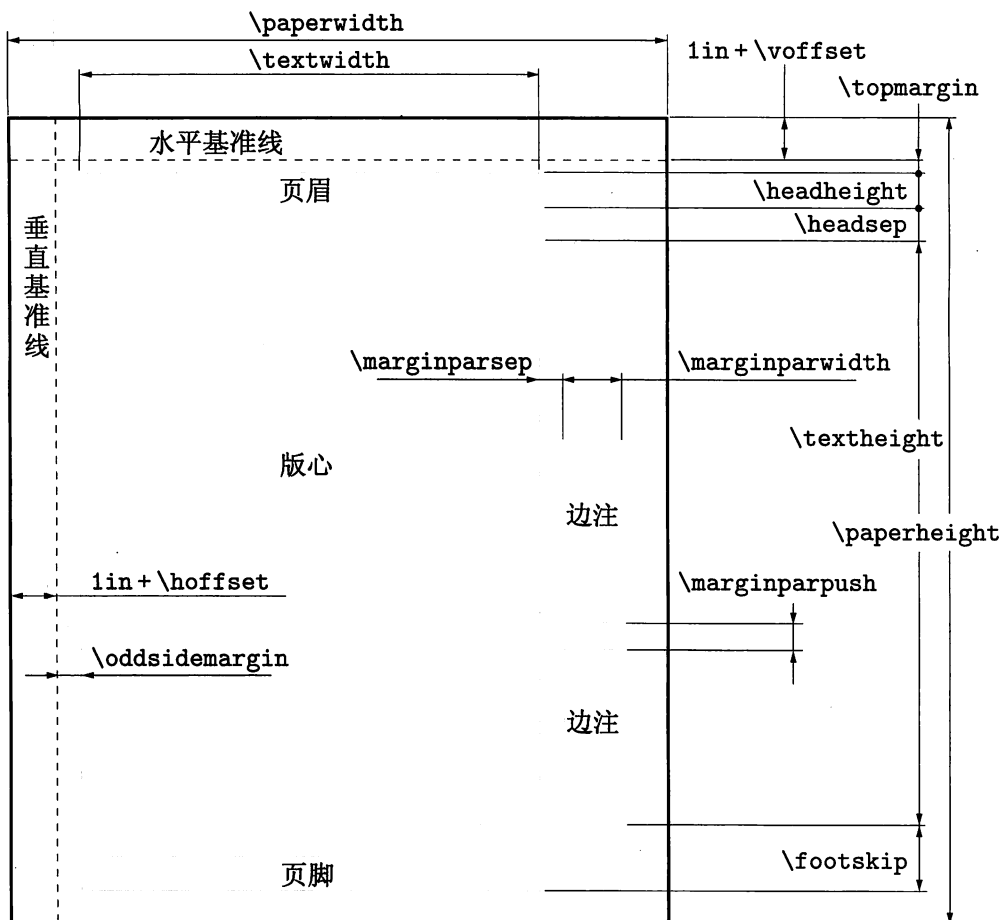 \paperwidth
\textwidth
1in + \voffset
\topmargin
水平基准线
页眉
\headheight
\headsep
垂直基准线
\marginparsep
\marginparwidth
\textheight
版心
边注
\paperheight
1in + \hoffset
\marginparpush
\oddsidemargin
边注
\footskip
页脚